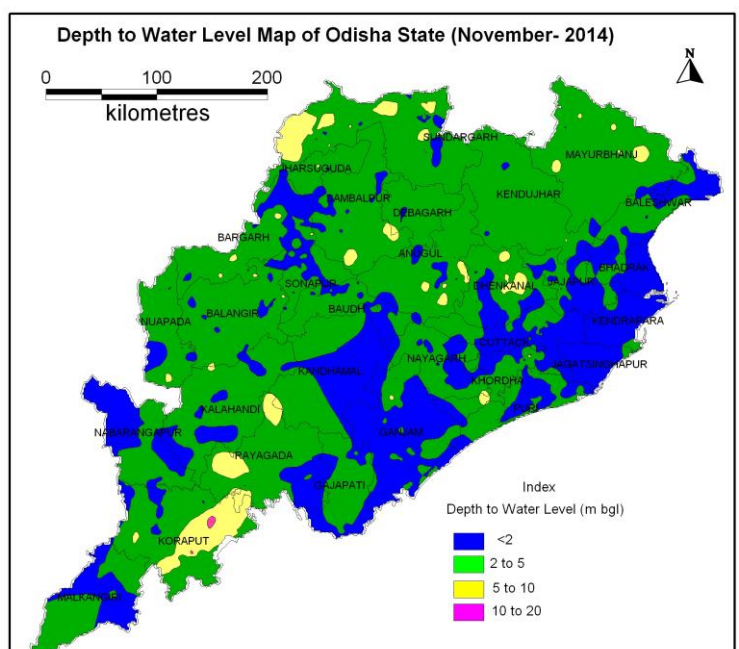 Depth to Water Level Map of Odisha State (November- 2014)
0 100 200
kilometres
N
SUNDARGARH
MAYURBHANJ
JHARSUGUDA
KENDUJHAR
SAMBALPUR
BALESHWAR
DEBAGARH
BARGARH
ANUGUL
BHADRAK
SONAPUR
DHENKANAL
JAJAPUR
BAUDH
BALANGIR
NUAPADA
KENDRAPARA
CUTTACK
NAYAGARH
JAGATSINGHAPUR
KANDHAMAL
KHORDHA
KALAHANDI
PURI
NABARANGAPUR
GANJAM
RAYAGADA
GAJAPATI
KORAPUT
MALKANGIRI
Index
Depth to Water Level (m bgl)
<2
2 to 5
5 to 10
10 to 20